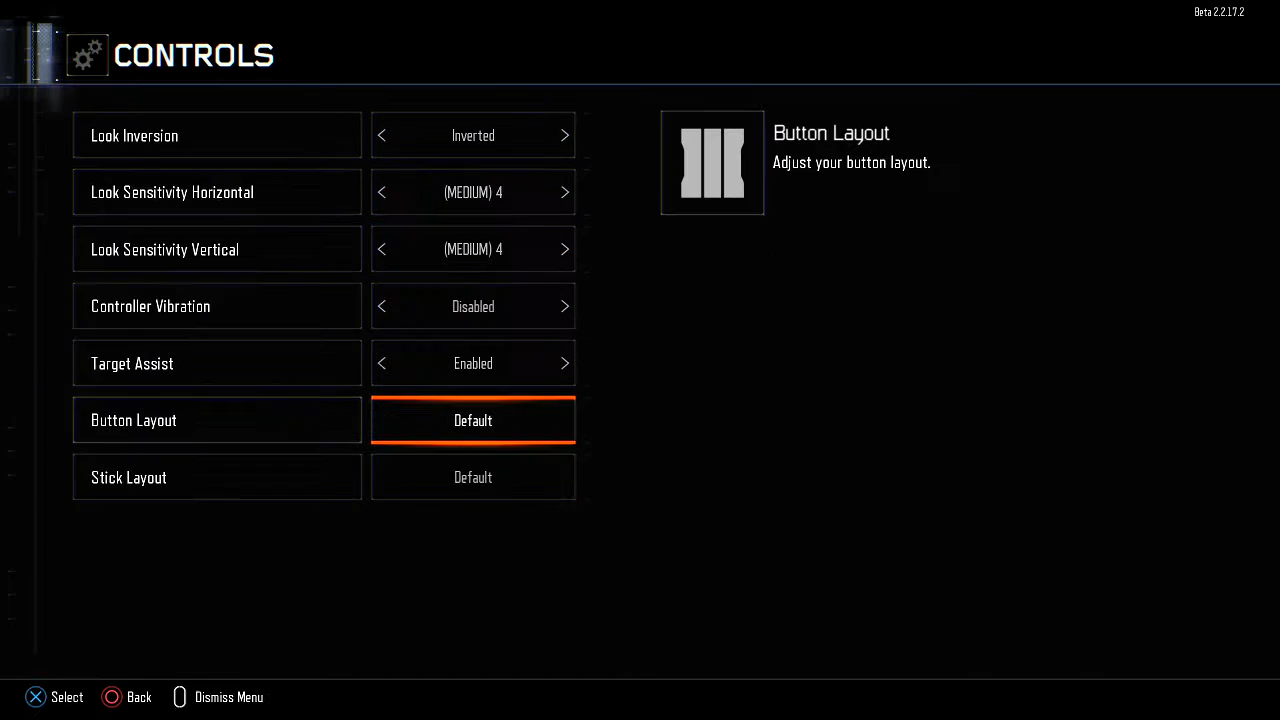 Beta 2.2.17.2
CONTROLS
Look Inversion
Inverted
Look Sensitivity Horizontal
(MEDIUM) 4
Look Sensitivity Vertical
(MEDIUM) 4
Controller Vibration
Disabled
Target Assist
Enabled
Button Layout
Default
Stick Layout
Default
Button Layout
Adjust your button layout.
Select
Back
Dismiss Menu